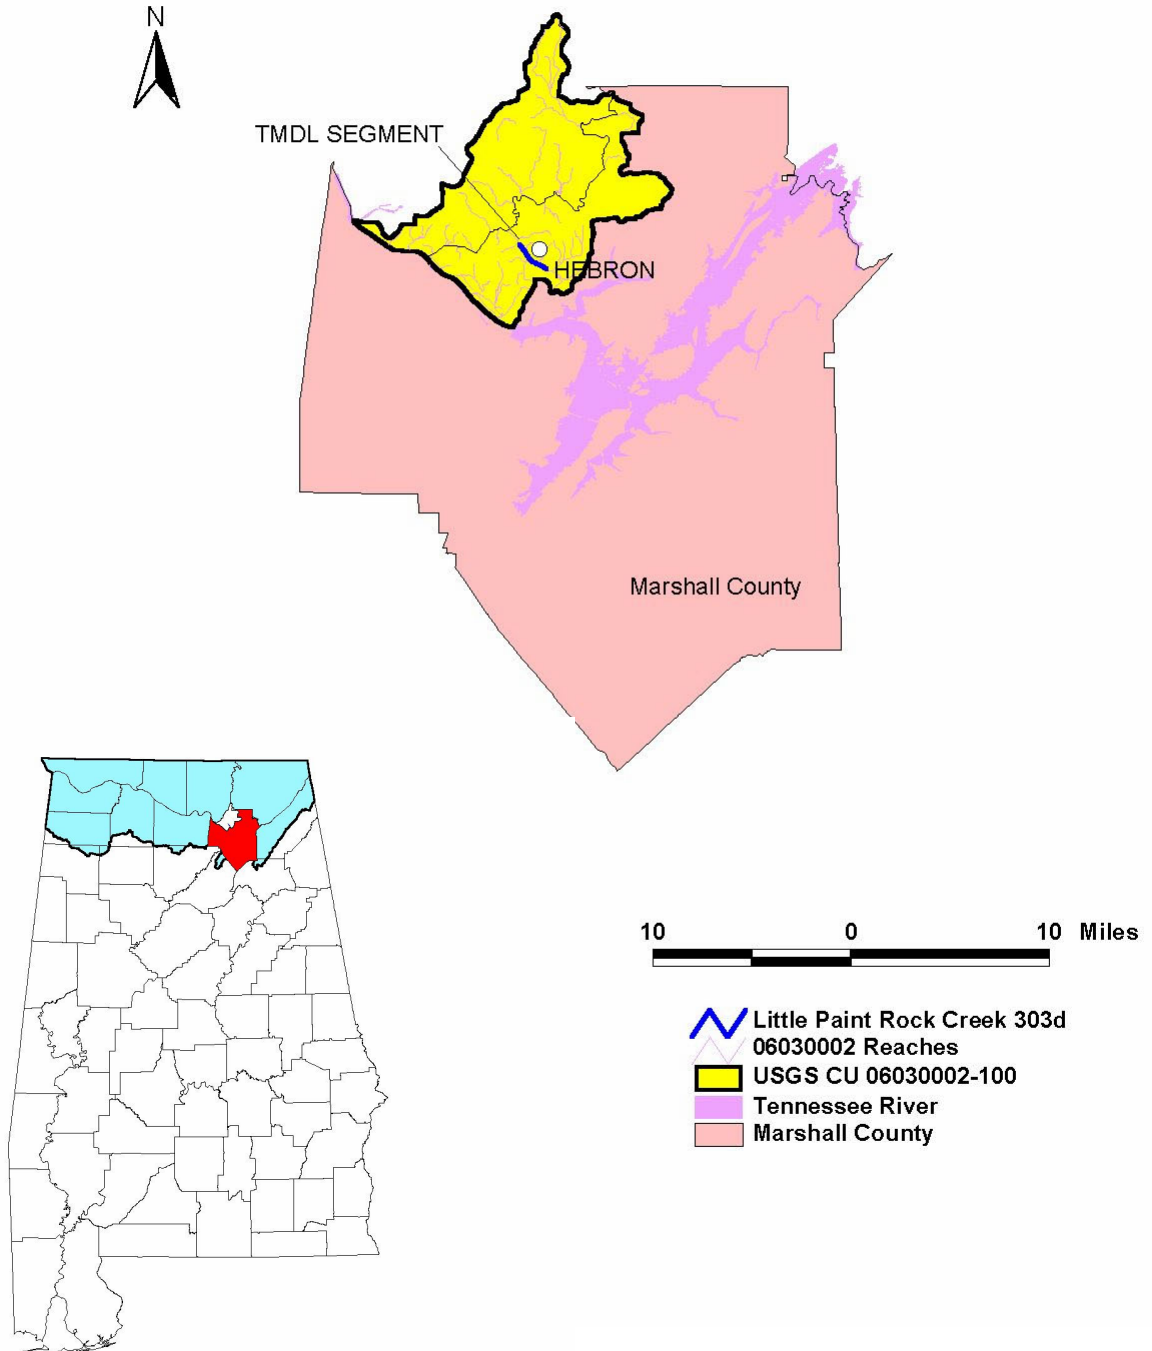 N
TMDL SEGMENT
HEBRON
Marshall County
10 0 10 Miles
Little Paint Rock Creek 303d
06030002 Reaches
USGS CU 06030002-100
Tennessee River
Marshall County